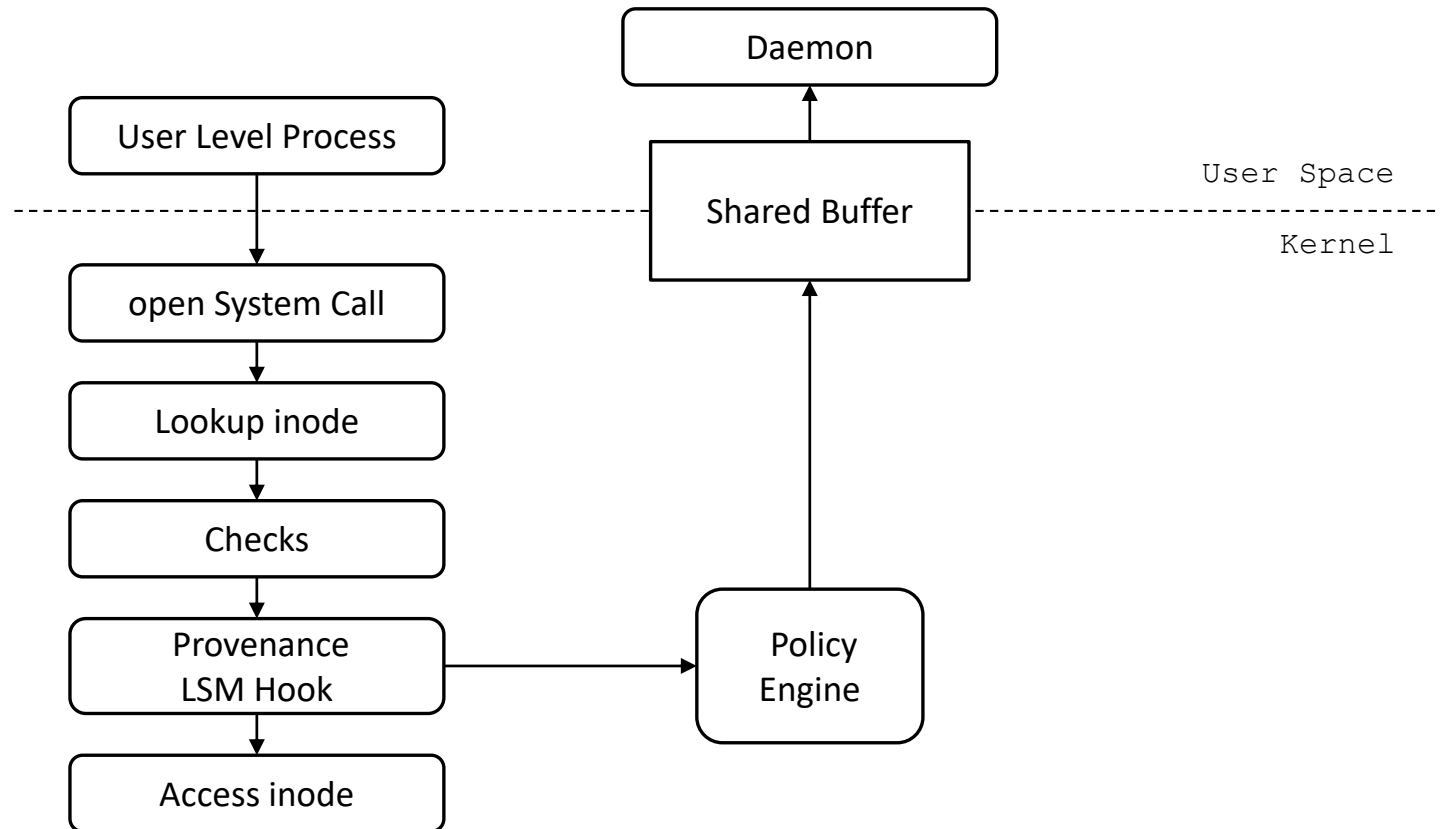 Daemon
User Level Process
User Space
Shared Buffer
Kernel
open System Call
Lookup inode
Checks
Provenance
LSM Hook
Policy
Engine
Access inode